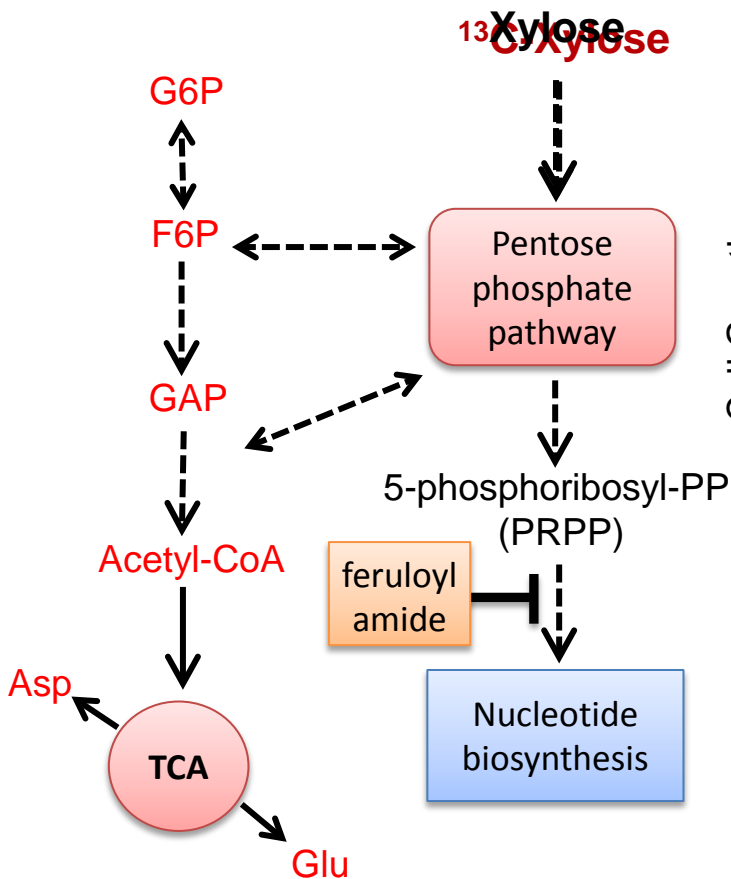 Xylose
¹³C-Xylose
G6P
F6P
Pentose
phosphate
pathway
GAP
5-phosphoribosyl-PP
(PRPP)
Acetyl-CoA
feruloyl
amide
Asp
TCA
Nucleotide
biosynthesis
Glu